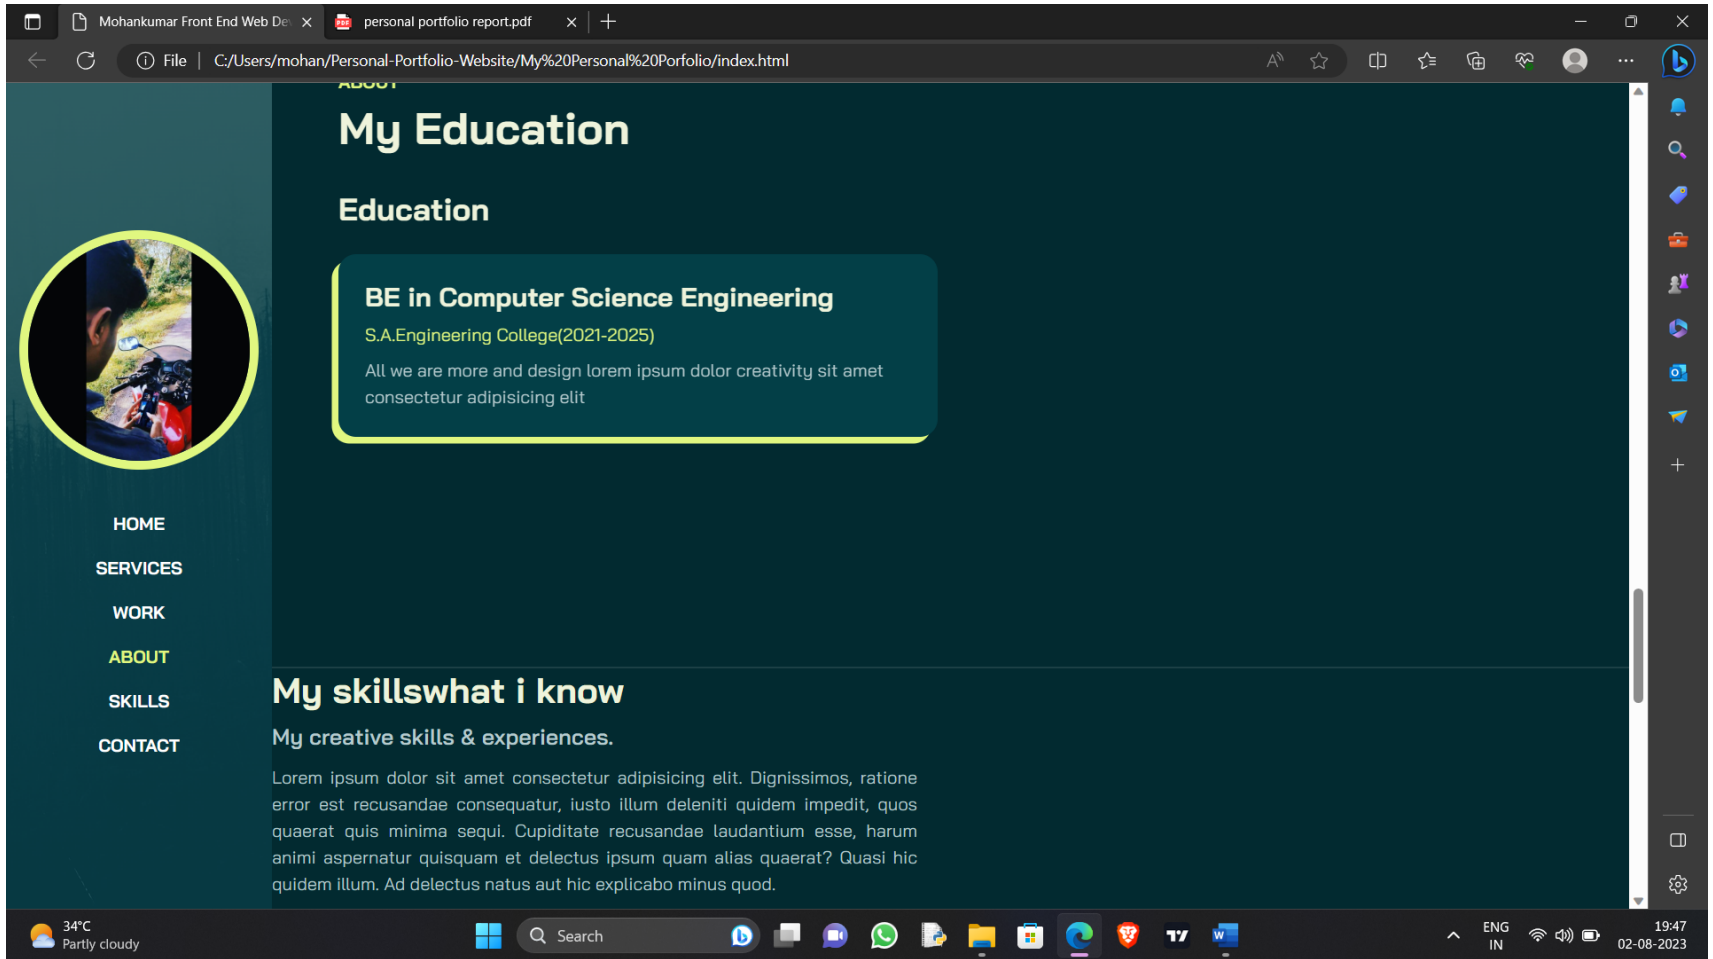 Mohankumar Front End Web De
personal portfolio report.pdf
File
C:/Users/mohan/Personal-Portfolio-Website/My%20Personal%20Porfolio/index.html
ABOUT
My Education
Education
BE in Computer Science Engineering
S.A.Engineering College(2021-2025)
All we are more and design lorem ipsum dolor creativity sit amet
consectetur adipisicing elit
HOME
SERVICES
WORK
ABOUT
SKILLS
CONTACT
My skillswhat i know
My creative skills & experiences.
Lorem ipsum dolor sit amet consectetur adipisicing elit. Dignissimos, ratione
error est recusandae consequatur, iusto illum deleniti quidem impedit, quos
quaerat quis minima sequi. Cupiditate recusandae laudantium esse, harum
animi aspernatur quisquam et delectus ipsum quam alias quaerat? Quasi hic
quidem illum. Ad delectus natus aut hic explicabo minus quod.
34°C
Partly cloudy
Search
ENG
IN
19:47
02-08-2023